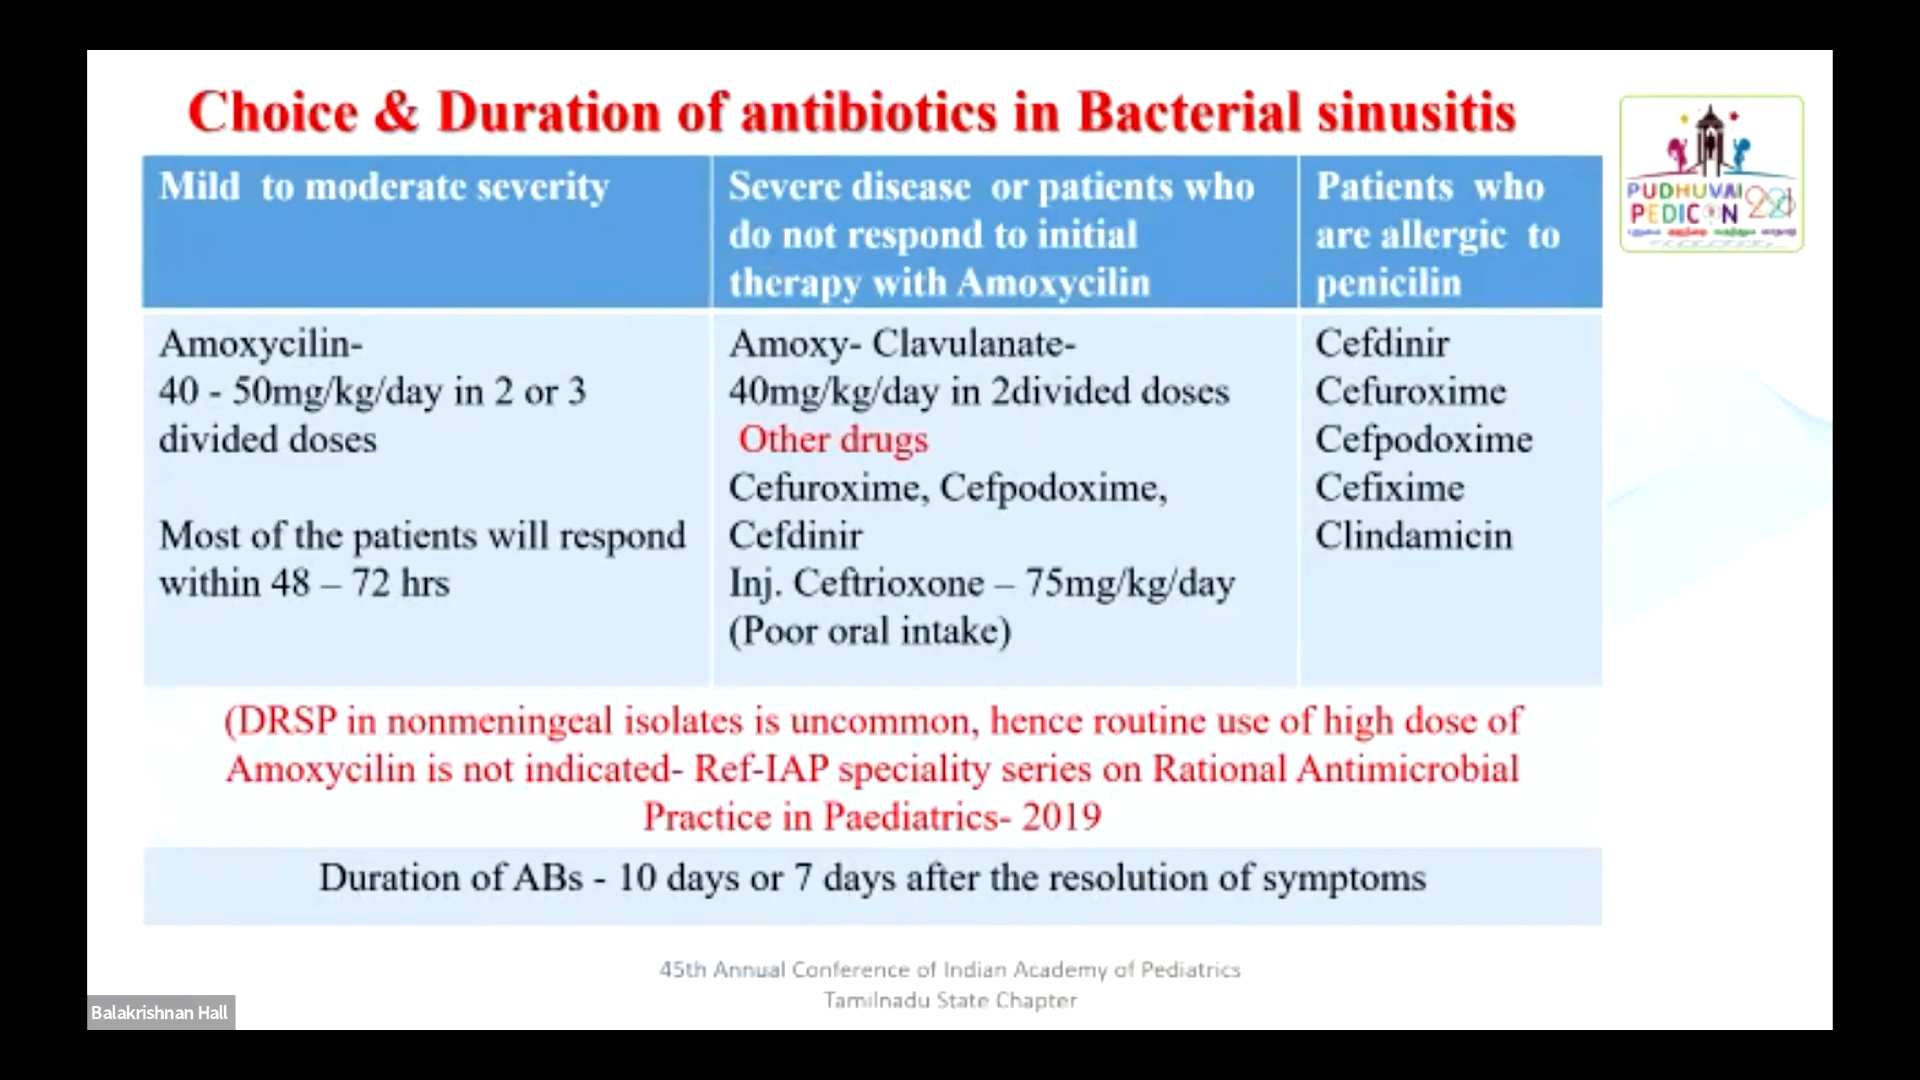 Choice & Duration of antibiotics in Bacterial sinusitis
PUDHUVAI
PEDICON 2021
Mild to moderate severity
Severe disease or patients who
do not respond to initial
therapy with Amoxycilin
Patients who
are allergic to
penicilin
Amoxycilin-
40 - 50mg/kg/day in 2 or 3
divided doses
Most of the patients will respond
within 48 – 72 hrs
Amoxy- Clavulanate-
40mg/kg/day in 2divided doses
Other drugs
Cefuroxime, Cefpodoxime,
Cefdinir
Inj. Ceftrioxone – 75mg/kg/day
(Poor oral intake)
Cefdinir
Cefuroxime
Cefpodoxime
Cefixime
Clindamicin
(DRSP in nonmeningeal isolates is uncommon, hence routine use of high dose of
Amoxycilin is not indicated- Ref-IAP speciality series on Rational Antimicrobial
Practice in Paediatrics- 2019
Duration of ABs - 10 days or 7 days after the resolution of symptoms
45th Annual Conference of Indian Academy of Pediatrics
Tamilnadu State Chapter
Balakrishnan Hall